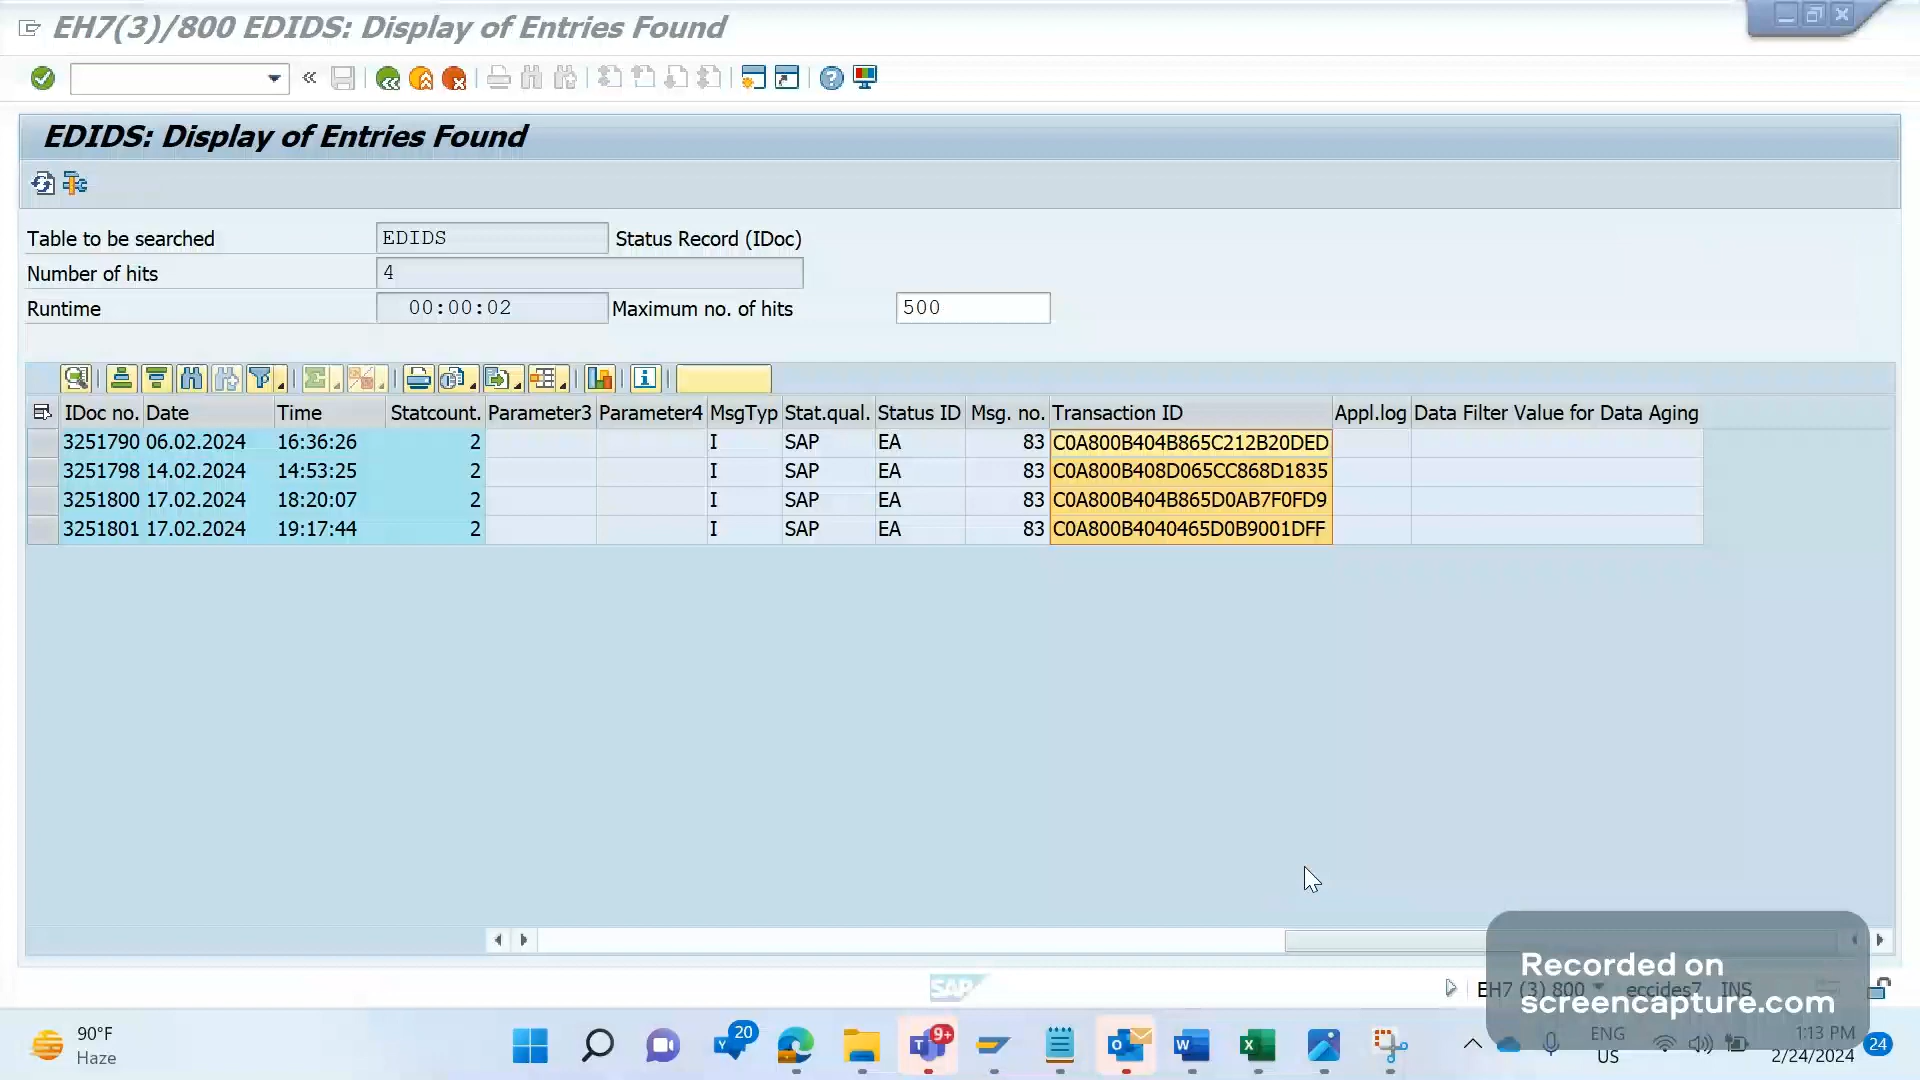 EH7(3)/800 EDIDS: Display of Entries Found
EDIDS: Display of Entries Found
Table to be searched EDIDS Status Record (IDoc)
Number of hits 4
Runtime 00:00:02 Maximum no. of hits 500
IDoc no. Date Time Statcount. Parameter3 Parameter4 MsgTyp Stat.qual. Status ID Msg. no. Transaction ID Appl.log Data Filter Value for Data Aging
3251790 06.02.2024 16:36:26 2 I SAP EA 83 C0A800B404B865C212B20DED
3251798 14.02.2024 14:53:25 2 I SAP EA 83 C0A800B408D065CC868D1835
3251800 17.02.2024 18:20:07 2 I SAP EA 83 C0A800B404B865D0AB7F0FD9
3251801 17.02.2024 19:17:44 2 I SAP EA 83 C0A800B4040465D0B9001DFF
SAP
EH7 (3) 800 eccides7 INS
Recorded on
screencapture.com
90°F
Haze
20
9+
ENG
US
1:13 PM
2/24/2024
24